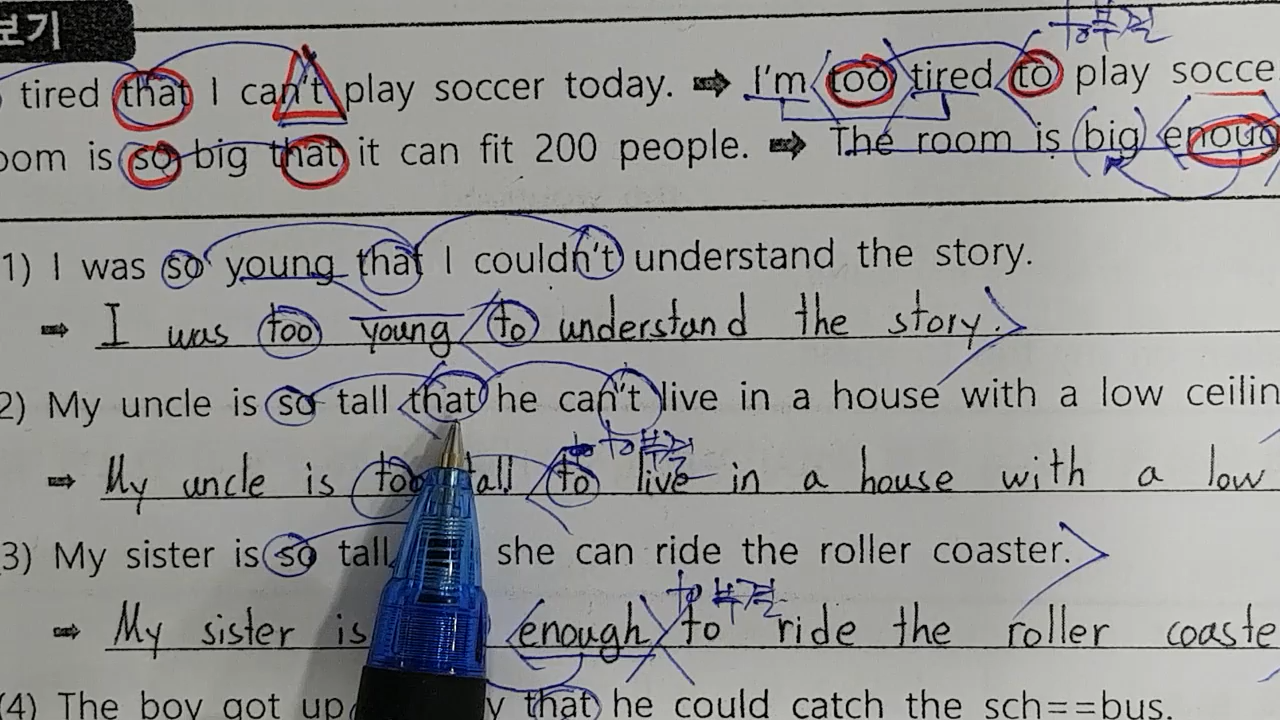 보기
to부정
tired that I can't play soccer today. ➡ I'm too tired to play socce
oom is so big that it can fit 200 people. ➡ The room is big enoug
1) I was so young that I couldn't understand the story.
➡ I was too young to understand the story.
2) My uncle is so tall that he can't live in a house with a low ceilin
to부정
➡ My uncle is too tall to live in a house with a low
3) My sister is so tall she can ride the roller coaster.
to부정
➡ My sister is enough to ride the roller coaste
(4) The boy got up y that he could catch the sch==bus.